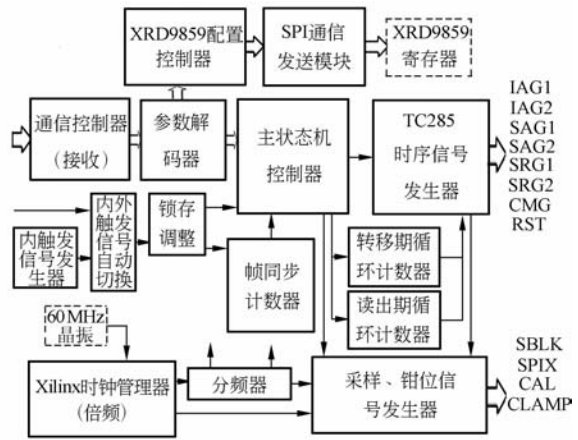 XRD9859配置
控制器
SPI通信
发送模块
XRD9859
寄存器
通信控制器
(接收)
参数解
码器
主状态机
控制器
TC285
时序信号
发生器
IAG1
IAG2
SAG1
SAG2
SRG1
SRG2
CMG
RST
内触发
信号发
生器
内外
触发
信号
自动
切换
锁存
调整
帧同步
计数器
转移期循
环计数器
读出期循
环计数器
60 MHz
晶振
Xilinx时钟管理器
(倍频)
分频器
采样、钳位信
号发生器
SBLK
SPIX
CAL
CLAMP